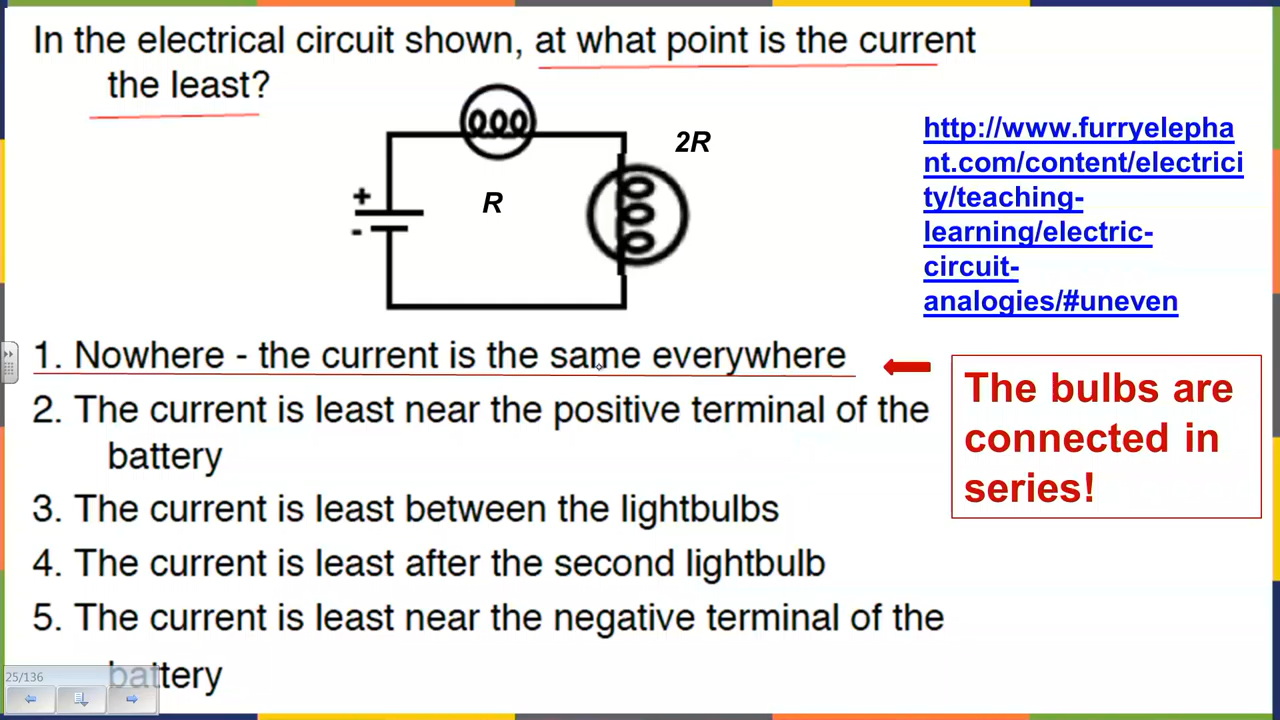 In the electrical circuit shown, at what point is the current
the least?
2R
R
+
-
http://www.furryelepha
nt.com/content/electrici
ty/teaching-
learning/electric-
circuit-
analogies/#uneven
1. Nowhere - the current is the same everywhere
2. The current is least near the positive terminal of the
battery
3. The current is least between the lightbulbs
4. The current is least after the second lightbulb
5. The current is least near the negative terminal of the
battery
The bulbs are
connected in
series!
25/136